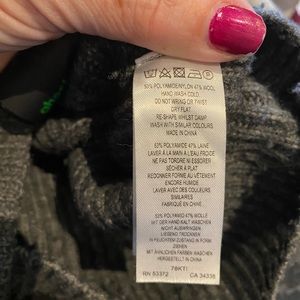 53% POLYAMIDE/NYLON 47% WOOL
HAND WASH COLD
DO NOT WRING OR TWIST
DRY FLAT
RE-SHAPE WHILST DAMP
WASH WITH SIMILAR COLOURS
MADE IN CHINA
53% POLYAMIDE 47% LAINE
LAVER À LA MAIN A L'EAU FROIDE
NE PAS TORDRE NI ESSORER
SÉCHER À PLAT
REDONNER FORME AU VÊTEMENT
ENCORE HUMIDE
LAVER AVEC DES COULEURS
SIMILAIRES
FABRIQUÉ EN CHINE
53% POLYAMID 47% WOLLE
MIT DER HAND KALT WASCHEN
NICHT AUSWRINGEN
LIEGEND TROCKNEN
IN FEUCHTEM ZUSTAND IN FORM
ZIEHEN
MIT ÄHNLICHEN FARBEN WASCHEN
HERGESTELLT IN CHINA
78KTI
RN 53372 CA 34338